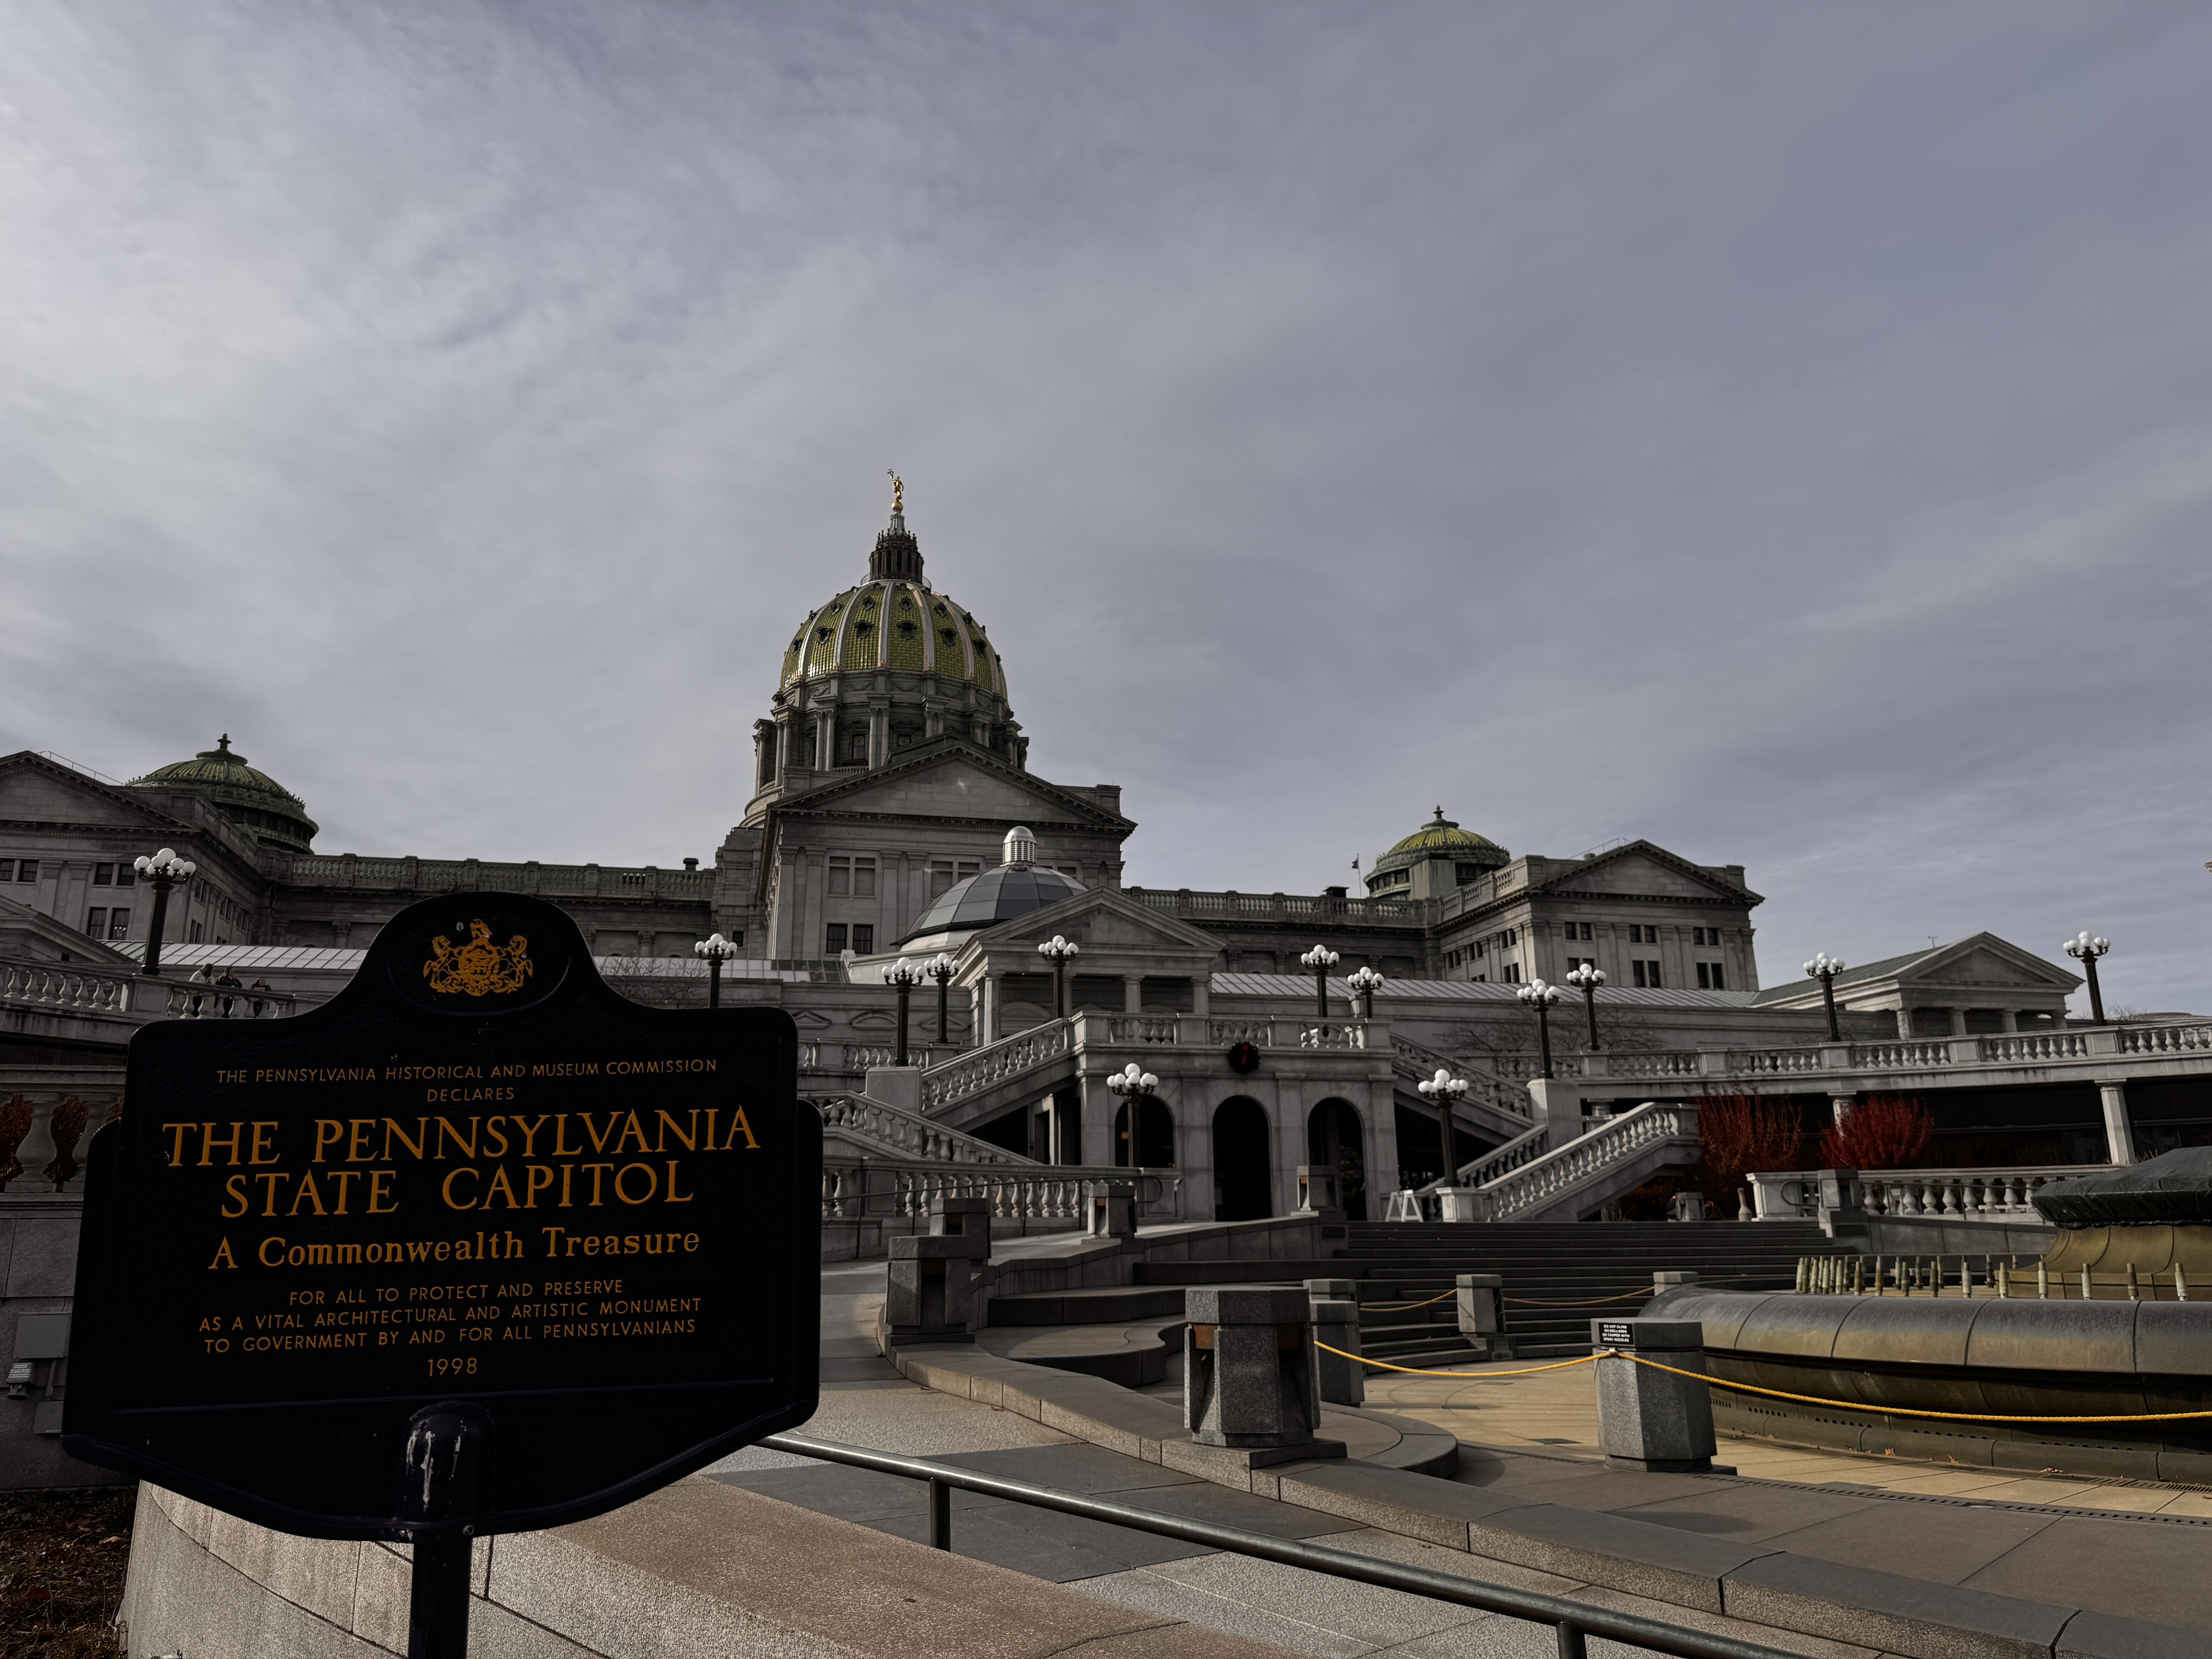 THE PENNSYLVANIA HISTORICAL AND MUSEUM COMMISSION
DECLARES
THE PENNSYLVANIA
STATE CAPITOL
A Commonwealth Treasure
FOR ALL TO PROTECT AND PRESERVE
AS A VITAL ARCHITECTURAL AND ARTISTIC MONUMENT
TO GOVERNMENT BY AND FOR ALL PENNSYLVANIANS
1998